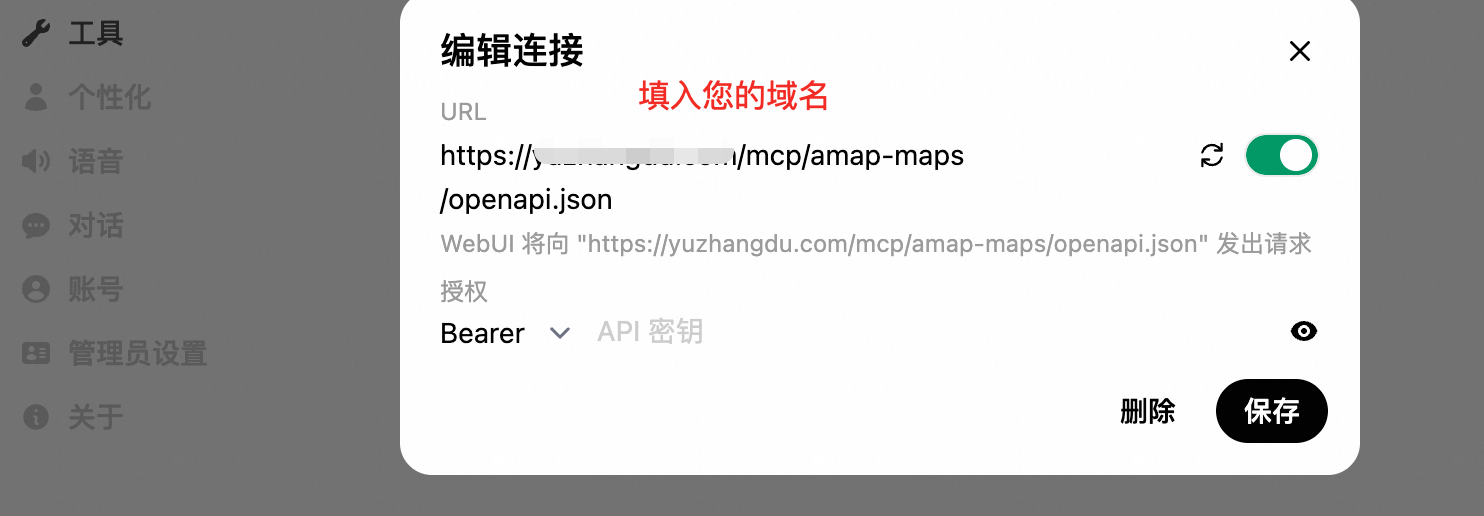 工具
个性化
语音
对话
账号
管理员设置
关于
编辑连接
填入您的域名
URL
https:///mcp/amap-maps
/openapi.json
WebUI 将向 "https://yuzhangdu.com/mcp/amap-maps/openapi.json" 发出请求
授权
Bearer
API 密钥
删除
保存